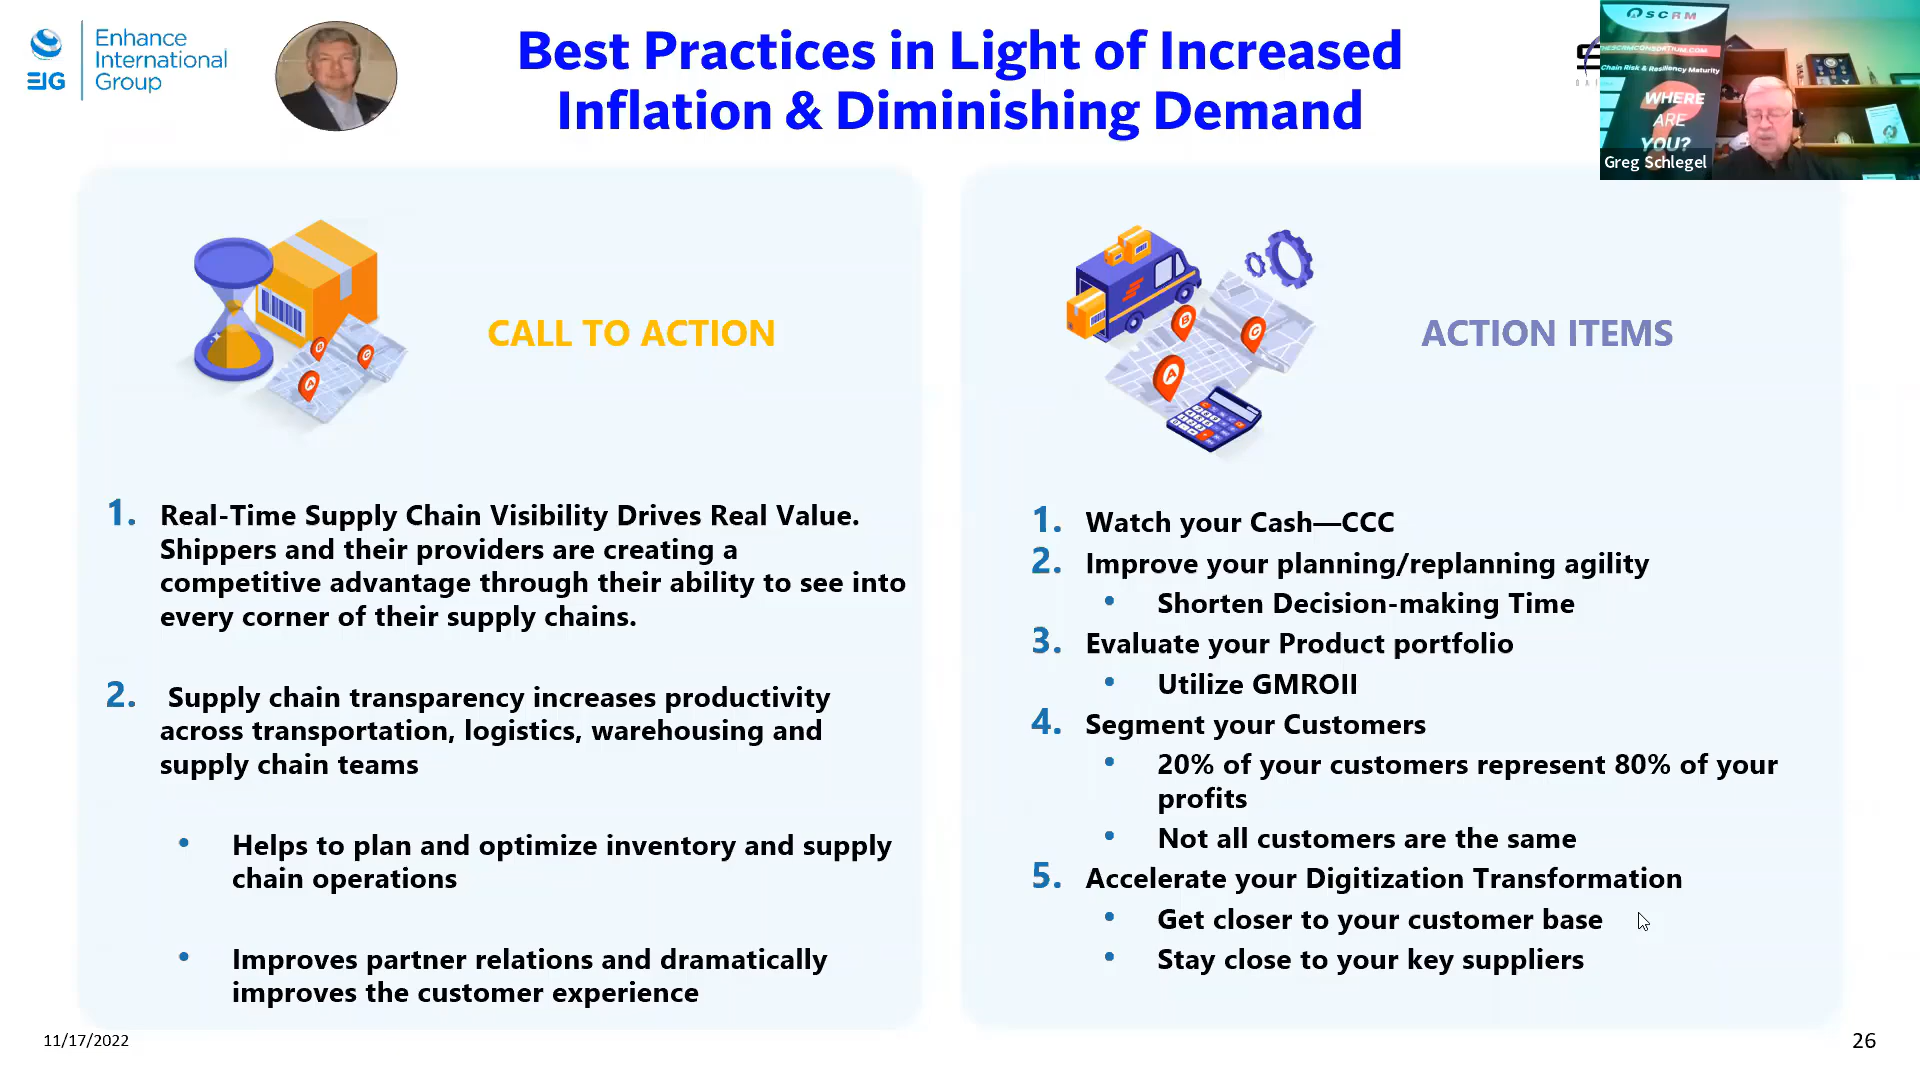 EIG
Enhance
International
Group
Best Practices in Light of Increased
Inflation & Diminishing Demand
SCRM
THESCRMCONSORTIUM.COM
Chain Risk & Resiliency Maturity
WHERE
ARE
YOU?
Greg Schlegel
CALL TO ACTION
1. Real-Time Supply Chain Visibility Drives Real Value.
Shippers and their providers are creating a
competitive advantage through their ability to see into
every corner of their supply chains.
2. Supply chain transparency increases productivity
across transportation, logistics, warehousing and
supply chain teams
• Helps to plan and optimize inventory and supply
chain operations
• Improves partner relations and dramatically
improves the customer experience
ACTION ITEMS
1. Watch your Cash—CCC
2. Improve your planning/replanning agility
• Shorten Decision-making Time
3. Evaluate your Product portfolio
• Utilize GMROII
4. Segment your Customers
• 20% of your customers represent 80% of your
profits
• Not all customers are the same
5. Accelerate your Digitization Transformation
• Get closer to your customer base
• Stay close to your key suppliers
B
C
A
B
C
A
11/17/2022
26